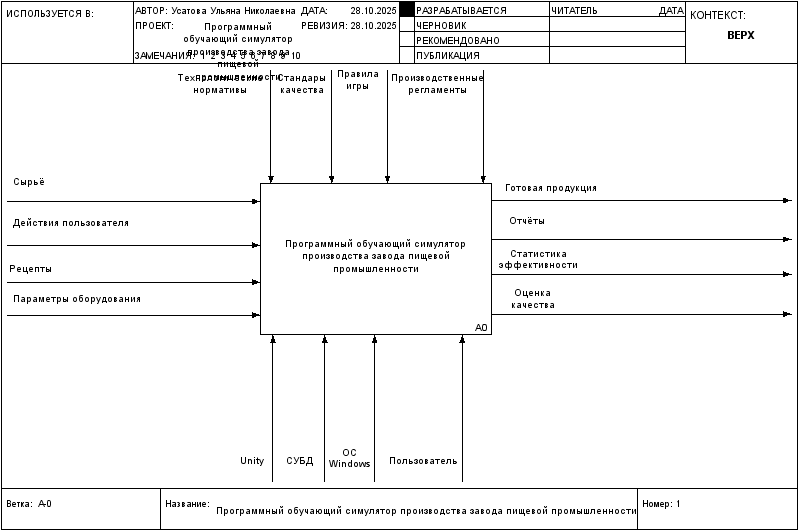 ИСПОЛЬЗУЕТСЯ В:
АВТОР: Усатова Ульяна Николаевна
ДАТА: 28.10.2025
ПРОЕКТ: Программный
обучающий симулятор
производства завода
пищевой
промышленности
РЕВИЗИЯ: 28.10.2025
ЗАМЕЧАНИЯ: 1 2 3 4 5 6 7 8 9 10
РАЗРАБАТЫВАЕТСЯ
ЧЕРНОВИК
РЕКОМЕНДОВАНО
ПУБЛИКАЦИЯ
ЧИТАТЕЛЬ
ДАТА
КОНТЕКСТ:
ВЕРХ
нормативы
Стандары
качества
Правила
игры
Производственные
регламенты
Сырьё
Действия пользователя
Рецепты
Параметры оборудования
Программный обучающий симулятор
производства завода пищевой
промышленности
A0
Готовая продукция
Отчёты
Статистика
эффективности
Оценка
качества
Unity
СУБД
ОС
Windows
Пользователь
Ветка: A-0
Название:
Программный обучающий симулятор производства завода пищевой промышленности
Номер: 1